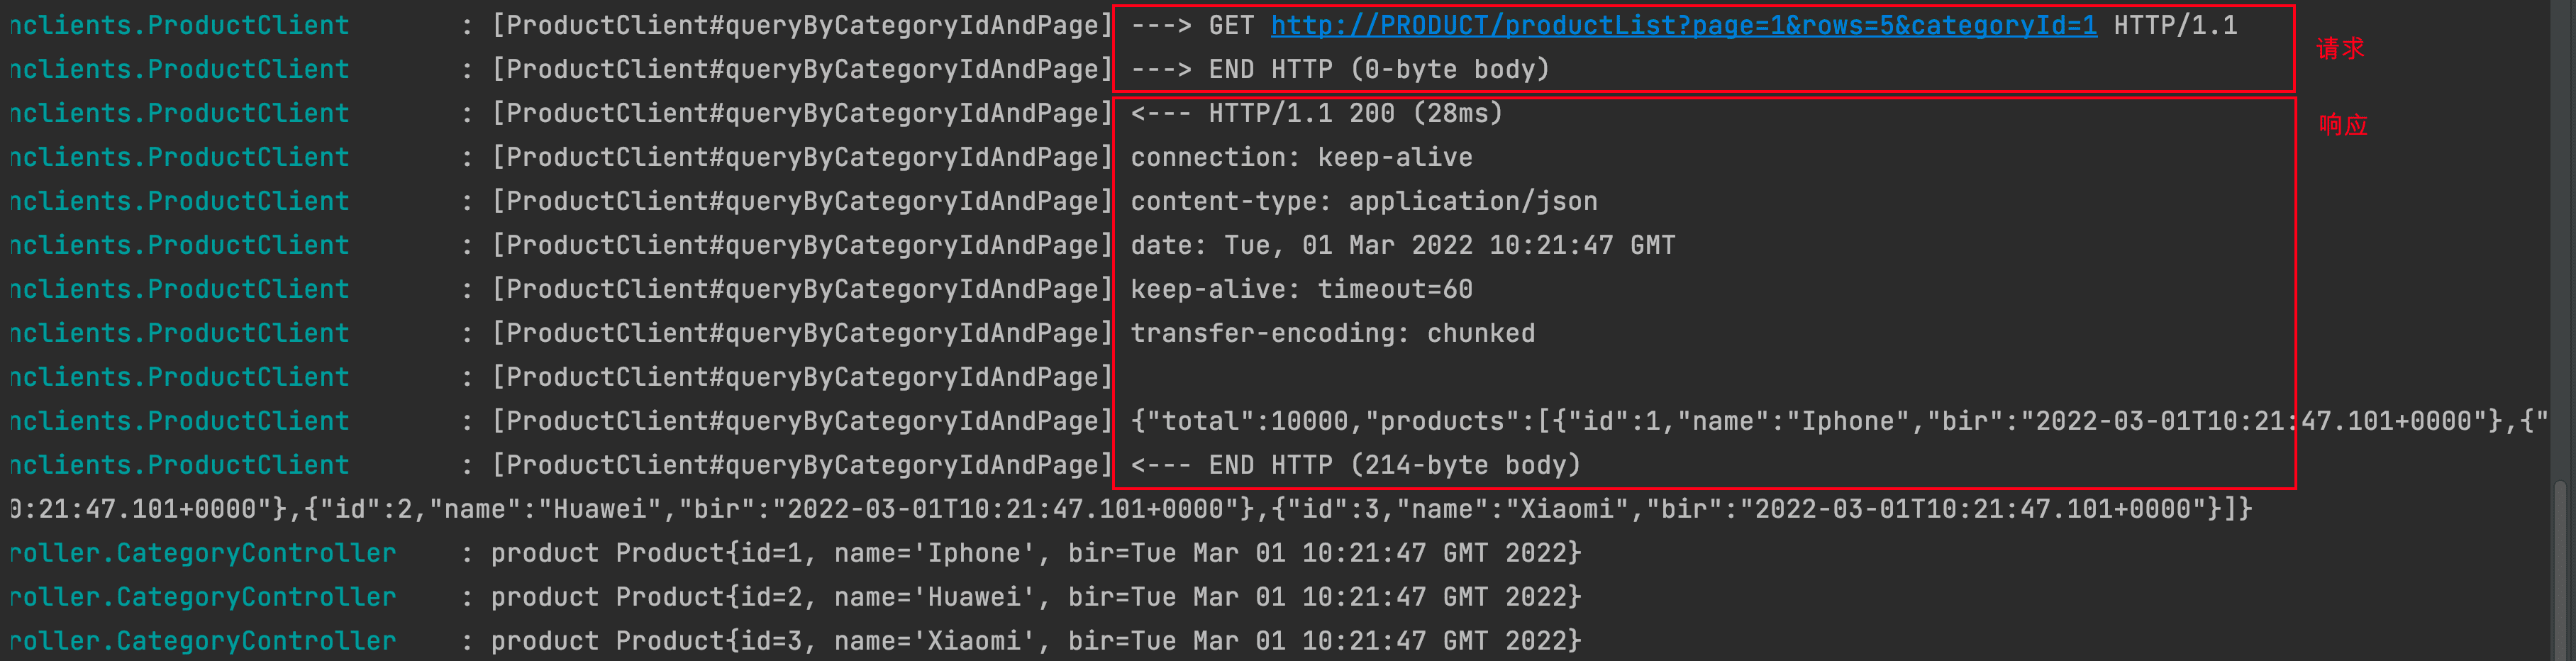 nclients.ProductClient : [ProductClient#queryByCategoryIdAndPage] ---> GET http://PRODUCT/productList?page=1&rows=5&categoryId=1 HTTP/1.1
请求
nclients.ProductClient : [ProductClient#queryByCategoryIdAndPage] ---> END HTTP (0-byte body)
nclients.ProductClient : [ProductClient#queryByCategoryIdAndPage] <--- HTTP/1.1 200 (28ms)
响应
nclients.ProductClient : [ProductClient#queryByCategoryIdAndPage] connection: keep-alive
nclients.ProductClient : [ProductClient#queryByCategoryIdAndPage] content-type: application/json
nclients.ProductClient : [ProductClient#queryByCategoryIdAndPage] date: Tue, 01 Mar 2022 10:21:47 GMT
nclients.ProductClient : [ProductClient#queryByCategoryIdAndPage] keep-alive: timeout=60
nclients.ProductClient : [ProductClient#queryByCategoryIdAndPage] transfer-encoding: chunked
nclients.ProductClient : [ProductClient#queryByCategoryIdAndPage]
nclients.ProductClient : [ProductClient#queryByCategoryIdAndPage] {"total":10000,"products":[{"id":1,"name":"Iphone","bir":"2022-03-01T10:21:47.101+0000"},{"
nclients.ProductClient : [ProductClient#queryByCategoryIdAndPage] <--- END HTTP (214-byte body)
0:21:47.101+0000"},{"id":2,"name":"Huawei","bir":"2022-03-01T10:21:47.101+0000"},{"id":3,"name":"Xiaomi","bir":"2022-03-01T10:21:47.101+0000"}]}
roller.CategoryController : product Product{id=1, name='Iphone', bir=Tue Mar 01 10:21:47 GMT 2022}
roller.CategoryController : product Product{id=2, name='Huawei', bir=Tue Mar 01 10:21:47 GMT 2022}
roller.CategoryController : product Product{id=3, name='Xiaomi', bir=Tue Mar 01 10:21:47 GMT 2022}